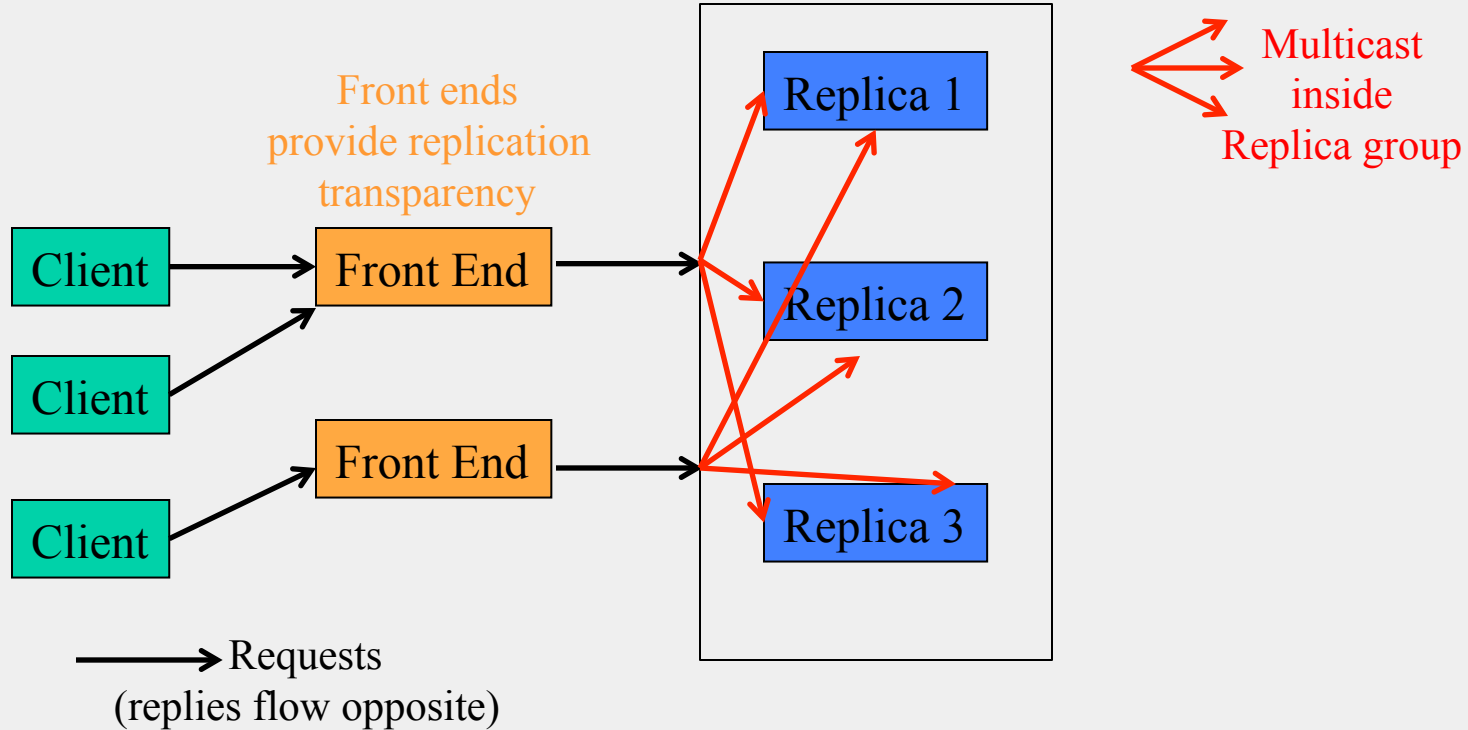 Front ends
provide replication
transparency
Client
Client
Client
Front End
Front End
Replica 1
Replica 2
Replica 3
Multicast
inside
Replica group
Requests
(replies flow opposite)